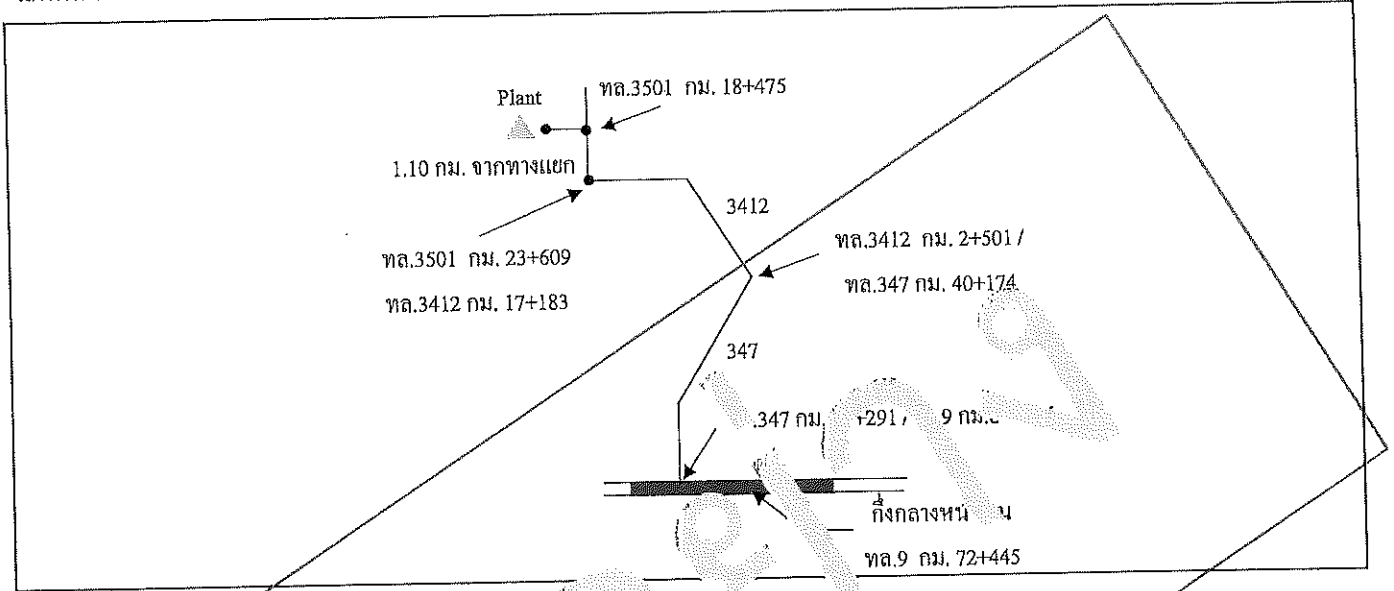 Plant
ทล.3501 กม. 18+475
1.10 กม. จากทางแยก
3412
ทล.3501 กม. 23+609
ทล.3412 กม. 17+183
ทล.3412 กม. 2+501 /
ทล.347 กม. 40+174
347
.347 กม. +291 / 9 กม.
กึ่งกลาง
ทล.9 กม. 72+445